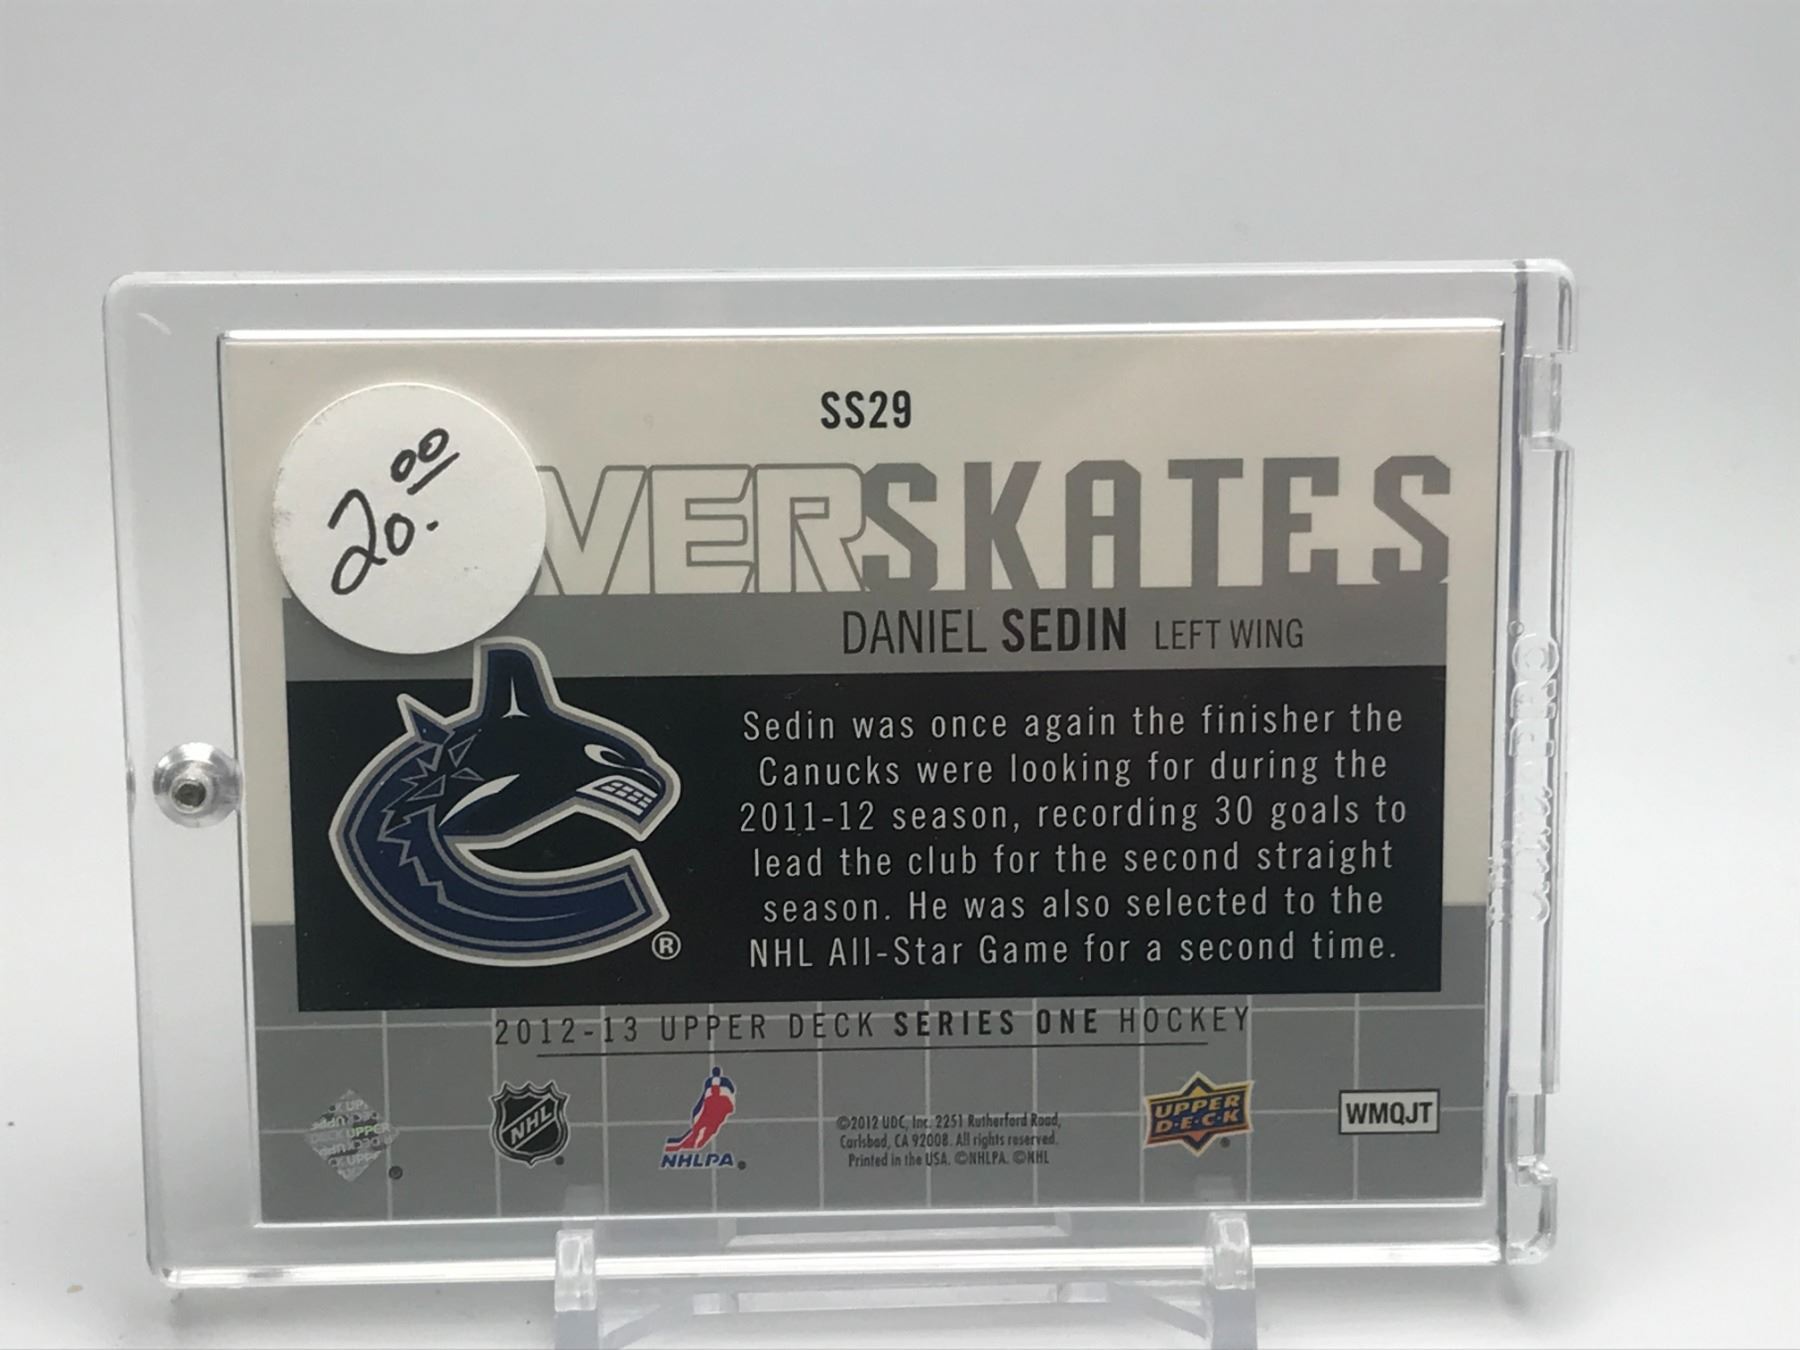 SS29
20.00
VERSKATES
DANIEL SEDIN LEFT WING
Sedin was once again the finisher the
Canucks were looking for during the
2011-12 season, recording 30 goals to
lead the club for the second straight
season. He was also selected to the
NHL All-Star Game for a second time.
®
2012-13 UPPER DECK SERIES ONE HOCKEY
NHL
NHLPA
©2012 UDC, Inc. 2251 Rutherford Road,
Carlsbad, CA 92008. All rights reserved.
Printed in the USA. ©NHLPA. ©NHL
UPPER
D·E·C·K
WMQJT